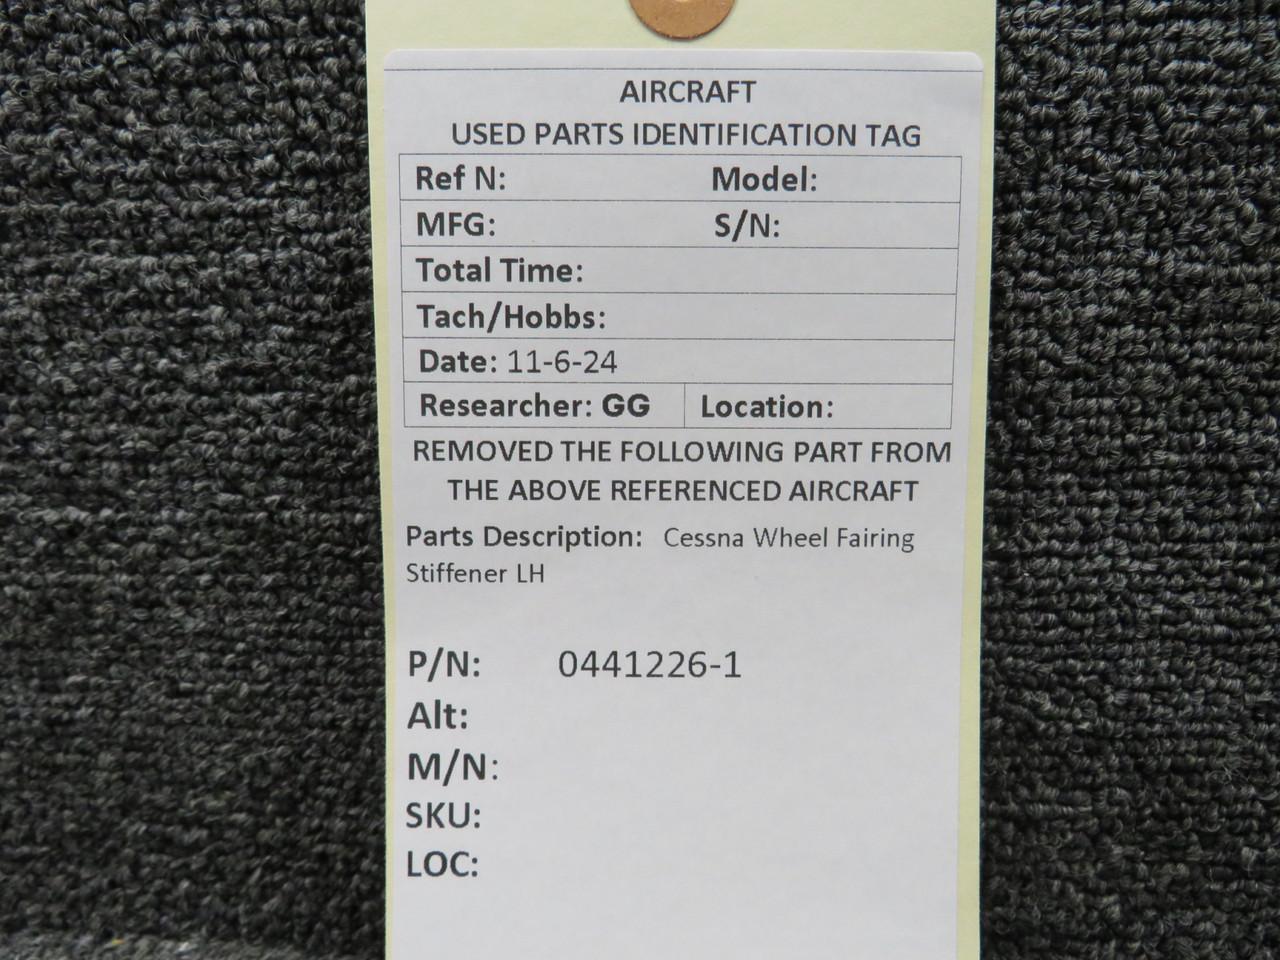 AIRCRAFT
USED PARTS IDENTIFICATION TAG
Ref N: Model:
MFG: S/N:
Total Time:
Tach/Hobbs:
Date: 11-6-24
Researcher: GG Location:
REMOVED THE FOLLOWING PART FROM
THE ABOVE REFERENCED AIRCRAFT
Parts Description: Cessna Wheel Fairing
Stiffener LH
P/N: 0441226-1
Alt:
M/N:
SKU:
LOC: